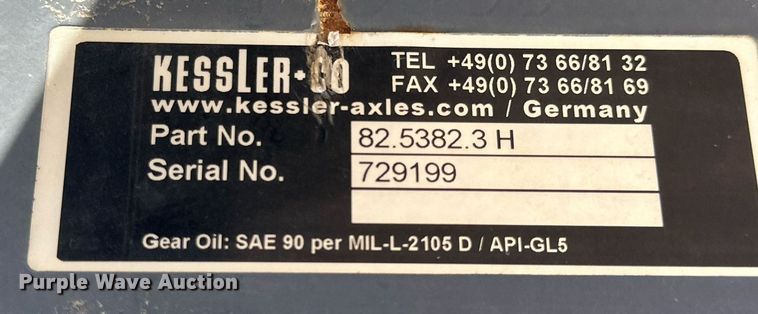 KESSLER+CO
TEL +49(0) 73 66/81 32
FAX +49(0) 73 66/81 69
www.kessler-axles.com / Germany
Part No. 82.5382.3 H
Serial No. 729199
Gear Oil: SAE 90 per MIL-L-2105 D / API-GL5
Purple Wave Auction